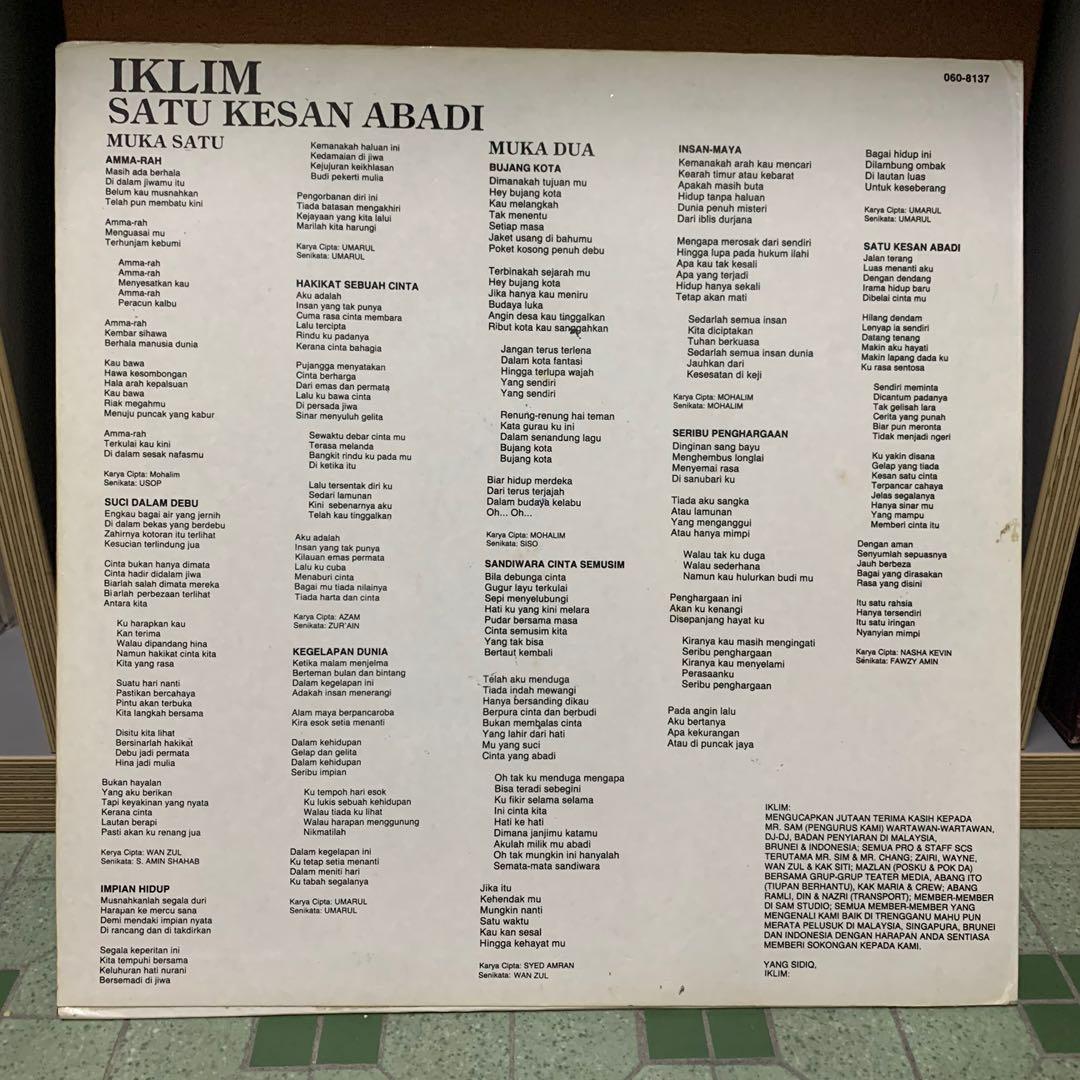 IKLIM
SATU KESAN ABADI
060-8137
MUKA SATU
AMMA-RAH
Masih ada berhala
Di dalam jiwamu itu
Belum kau musnahkan
Telah pun membatu kini
Amma-rah
Menguasai mu
Terhunjam kebumi
Amma-rah
Amma-rah
Menyesatkan kau
Amma-rah
Peracun kalbu
Amma-rah
Kembar sihawa
Berhala manusia dunia
Kau bawa
Hawa kesombongan
Hala arah kepalsuan
Kau bawa
Riak megahmu
Menuju puncak yang kabur
Amma-rah
Terkulai kau kini
Di dalam sesak nafasmu
Karya Cipta: Mohalim
Senikata: USOP
SUCI DALAM DEBU
Engkau bagai air yang jernih
Di dalam bekas yang berdebu
Zahirnya kotoran itu terlihat
Kesucian terlindung jua
Cinta bukan hanya dimata
Cinta hadir didalam jiwa
Biarlah salah dimata mereka
Biarlah perbezaan terlihat
Antara kita
Ku harapkan kau
Kan terima
Walau dipandang hina
Namun hakikat cinta kita
Kita yang rasa
Suatu hari nanti
Pastikan bercahaya
Pintu akan terbuka
Kita langkah bersama
Disitu kita lihat
Bersinarlah hakikat
Debu jadi permata
Hina jadi mulia
Bukan hayalan
Yang aku berikan
Tapi keyakinan yang nyata
Kerana cinta
Lautan berapi
Pasti akan ku renang jua
Kerya Cipta: WAN ZUL
Senikata: S. AMIN SHAHAB
IMPIAN HIDUP
Musnahkanlah segala duri
Harapan ke mercu sana
Demi mendaki impian nyata
Di rancang dan di takdirkan
Segala keperitan ini
Kita tempuhi bersama
Keluhuran hati nurani
Bersemadi di jiwa
Kemanakah haluan ini
Kedamaian di jiwa
Kejujuran keikhlasan
Budi pekerti mulia
Pengorbanan diri ini
Tiada batasan mengakhiri
Kejayaan yang kita lalui
Marilah kita harungi
Karya Cipta: UMARUL
Senikata: UMARUL
HAKIKAT SEBUAH CINTA
Aku adalah
Insan yang tak punya
Cuma rasa cinta membara
Lalu tercipta
Rindu ku padanya
Kerana cinta bahagia
Pujangga menyatakan
Cinta berharga
Dari emas dan permata
Lalu ku bawa cinta
Di persada jiwa
Sinar menyuluh gelita
Sewaktu debar cinta mu
Terasa melanda
Bangkit rindu ku pada mu
Di ketika itu
Lalu tersentak diri ku
Sedari lamunan
Kini sebenarnya aku
Telah kau tinggalkan
Aku adalah
Insan yang tak punya
Kilauan emas permata
Lalu ku cuba
Menaburi cinta
Bagai mu tiada nilainya
Tiada harta dan cinta
Karya Cipta: AZAM
Senikata: ZUR'AIN
KEGELAPAN DUNIA
Ketika malam menjelma
Berteman bulan dan bintang
Dalam kegelapan ini
Adakah insan menerangi
Alam maya berpancaroba
Kira esok setia menanti
Dalam kehidupan
Gelap dan gelita
Dalam kehidupan
Seribu impian
Ku tempoh hari esok
Ku lukis sebuah kehidupan
Walau tiada ku lihat
Walau harapan menggunung
Nikmatilah
Dalam kegelapan ini
Ku tetap setia menanti
Dalam meniti hari
Ku tabah segalanya
Karya Cipta: UMARUL
Senikata: UMARUL
MUKA DUA
BUJANG KOTA
Dimanakah tujuan mu
Hey bujang kota
Kau melangkah
Tak menentu
Setiap masa
Jaket usang di bahumu
Poket kosong penuh debu
Terbinakah sejarah mu
Hey bujang kota
Jika hanya kau meniru
Budaya luka
Angin desa kau tinggalkan
Ribut kota kau sanggahkan
Jangan terus terlena
Dalam kota fantasi
Hingga terlupa wajah
Yang sendiri
Yang sendiri
Renung-renung hai teman
Kata gurau ku ini
Dalam senandung lagu
Bujang kota
Bujang kota
Biar hidup merdeka
Dari terus terjajah
Dalam budaya kelabu
Oh... Oh...
Karya Cipta: MOHALIM
Senikata: SISO
SANDIWARA CINTA SEMUSIM
Bila debunga cinta
Gugur layu terkulai
Sepi menyelubungi
Hati ku yang kini melara
Pudar bersama masa
Cinta semusim kita
Yang tak bisa
Bertaut kembali
Telah aku menduga
Tiada indah mewangi
Hanya bersanding dikau
Berpura cinta dan berbudi
Bukan membalas cinta
Yang lahir dari hati
Mu yang suci
Cinta yang abadi
Oh tak ku menduga mengapa
Bisa teradi sebegini
Ku fikir selama selama
Ini cinta kita
Hati ke hati
Dimana janjimu katamu
Akulah milik mu abadi
Oh tak mungkin ini hanyalah
Semata-mata sandiwara
Jika itu
Kehendak mu
Mungkin nanti
Satu waktu
Kau kan sesal
Hingga kehayat mu
Karya Cipta: SYED AMRAN
Senikata: WAN ZUL
INSAN-MAYA
Kemanakah arah kau mencari
Kearah timur atau kebarat
Apakah masih buta
Hidup tanpa haluan
Dunia penuh misteri
Dari iblis durjana
Mengapa merosak dari sendiri
Hingga lupa pada hukum ilahi
Apa kau tak kesali
Apa yang terjadi
Hidup hanya sekali
Tetap akan mati
Sedarlah semua insan
Kita diciptakan
Tuhan berkuasa
Sedarlah semua insan dunia
Jauhkan dari
Kesesatan di keji
Karya Cipta: MOHALIM
Senikata: MOHALIM
SERIBU PENGHARGAAN
Dinginan sang bayu
Menghembus longlai
Menyemai rasa
Di sanubari ku
Tiada aku sangka
Atau lamunan
Yang menganggui
Atau hanya mimpi
Walau tak ku duga
Walau sederhana
Namun kau hulurkan budi mu
Penghargaan ini
Akan ku kenangi
Disepanjang hayat ku
Kiranya kau masih mengingati
Seribu penghargaan
Kiranya kau menyelami
Perasaanku
Seribu penghargaan
Pada angin lalu
Aku bertanya
Apa kekurangan
Atau di puncak jaya
Bagai hidup ini
Dilambung ombak
Di lautan luas
Untuk keseberang
Karya Cipta: UMARUL
Senikata: UMARUL
SATU KESAN ABADI
Jalan terang
Luas menanti aku
Dengan dendang
Irama hidup baru
Dibelai cinta mu
Hilang dendam
Lenyap ia sendiri
Datang tenang
Makin aku hayati
Makin lapang dada ku
Ku rasa sentosa
Sendiri meminta
Dicantum padanya
Tak gelisah lara
Cerita yang punah
Biar pun meronta
Tidak menjadi ngeri
Ku yakin disana
Gelap yang tiada
Kesan satu cinta
Terpancar cahaya
Jelas segalanya
Hanya sinar mu
Yang mampu
Memberi cinta itu
Dengan aman
Senyumlah sepuasnya
Jauh berbeza
Bagai yang dirasakan
Rasa yang disini
Itu satu rahsia
Hanya tersendiri
Itu satu iringan
Nyanyian mimpi
Karya Cipta: NASHA KEVIN
Senikata: FAWZY AMIN
IKLIM:
MENGUCAPKAN JUTAAN TERIMA KASIH KEPADA
MR. SAM (PENGURUS KAMI) WARTAWAN-WARTAWAN,
DJ-DJ, BADAN PENYIARAN DI MALAYSIA,
BRUNEI & INDONESIA; SEMUA PRO & STAFF SCS
TERUTAMA MR. SIM & MR. CHANG; ZAIRI, WAYNE,
WAN ZUL & KAK SITI; MAZLAN (POSKU & POK DA)
BERSAMA GRUP-GRUP TEATER MEDIA, ABANG ITO
(TIUPAN BERHANTU), KAK MARIA & CREW; ABANG
RAMLI, DIN & NAZRI (TRANSPORT); MEMBER-MEMBER
DI SAM STUDIO; SEMUA MEMBER-MEMBER YANG
MENGENALI KAMI BAIK DI TRENGGANU MAHU PUN
MERATA PELUSUK DI MALAYSIA, SINGAPURA, BRUNEI
DAN INDONESIA DENGAN HARAPAN ANDA SENTIASA
MEMBERI SOKONGAN KEPADA KAMI.
YANG SIDIQ,
IKLIM: